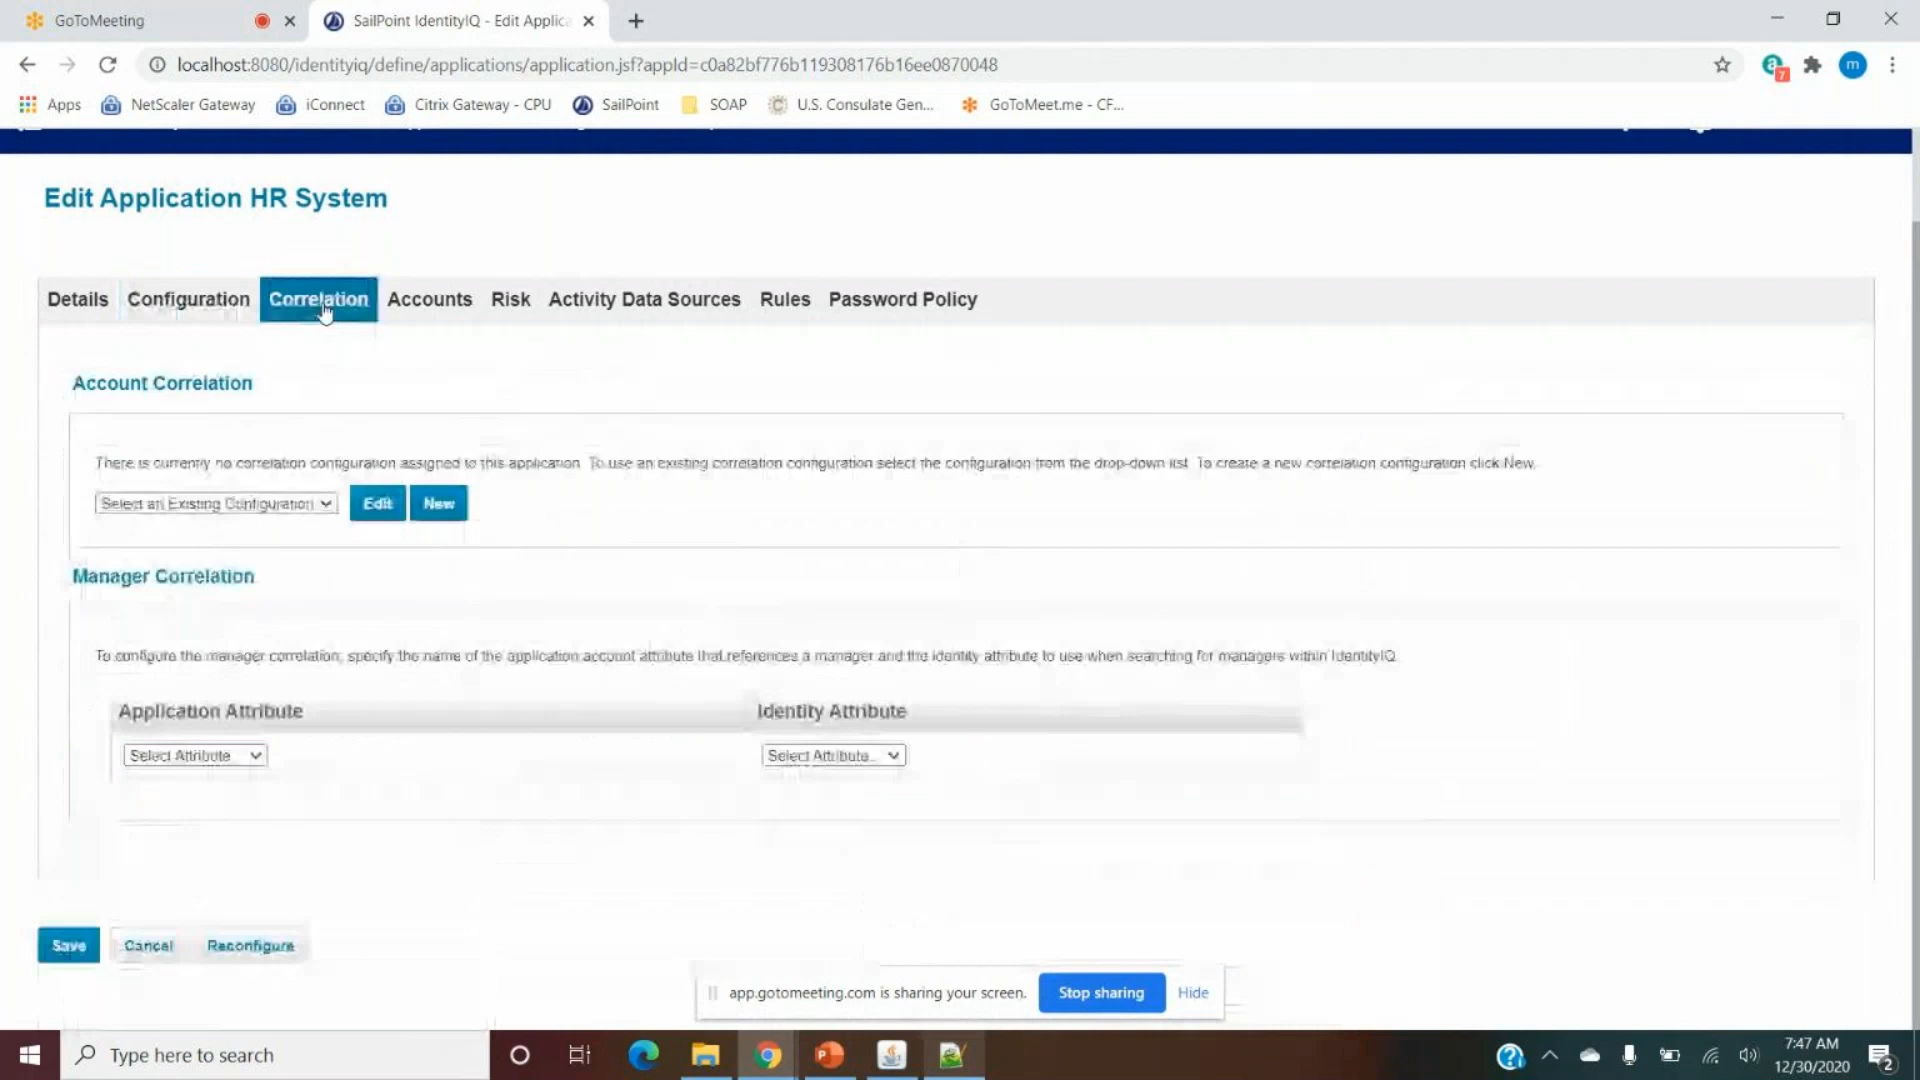 GoToMeeting
SailPoint IdentityIQ - Edit Applica
localhost:8080/identityiq/define/applications/application.jsf?appId=c0a82bf776b119308176b16ee0870048
m
7
Apps
NetScaler Gateway
iConnect
Citrix Gateway - CPU
SailPoint
SOAP
U.S. Consulate Gen...
GoToMeet.me - CF...
Edit Application HR System
Details Configuration Correlation Accounts Risk Activity Data Sources Rules Password Policy
Account Correlation
There is currently no correlation configuration assigned to this application. To use an existing correlation configuration select the configuration from the drop-down list. To create a new correlation configuration click New.
Select an Existing Configuration Edit New
Manager Correlation
To configure the manager correlation, specify the name of the application account attribute that references a manager and the identity attribute to use when searching for managers within IdentityIQ
Application Attribute Identity Attribute
Select Attribute... Select Attribute...
Save Cancel Reconfigure
app.gotomeeting.com is sharing your screen. Stop sharing Hide
Type here to search
7:47 AM
12/30/2020
2